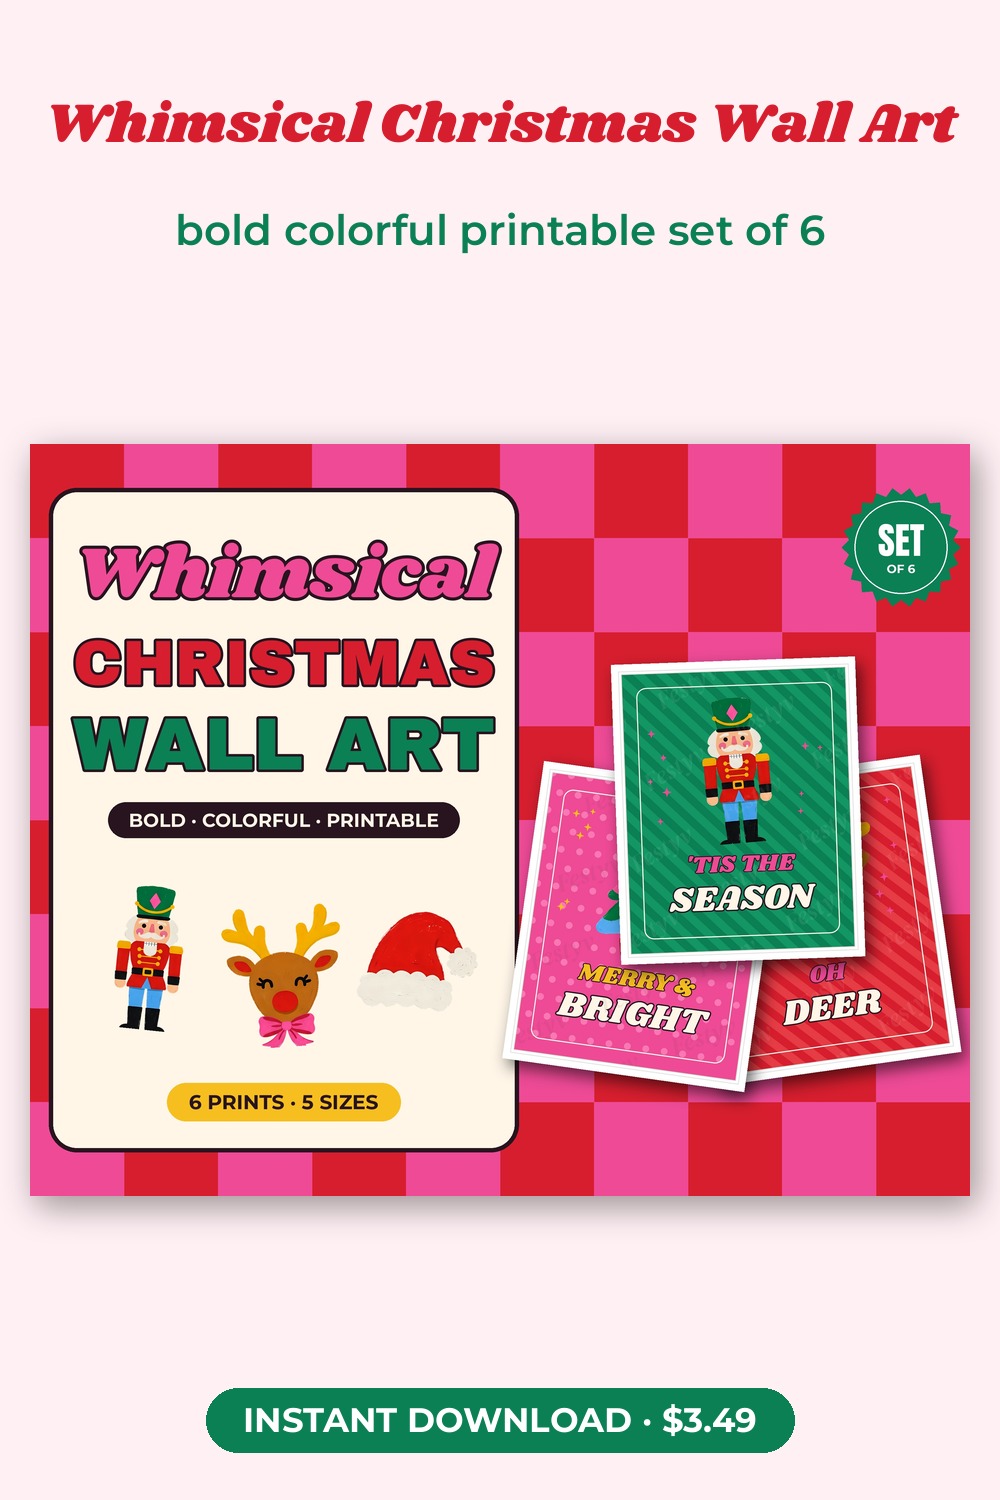 Whimsical Christmas Wall Art
bold colorful printable set of 6
SET
OF 6
Whimsical
CHRISTMAS
WALL ART
BOLD · COLORFUL · PRINTABLE
6 PRINTS · 5 SIZES
'TIS THE
SEASON
MERRY &
BRIGHT
OH
DEER
INSTANT DOWNLOAD · $3.49